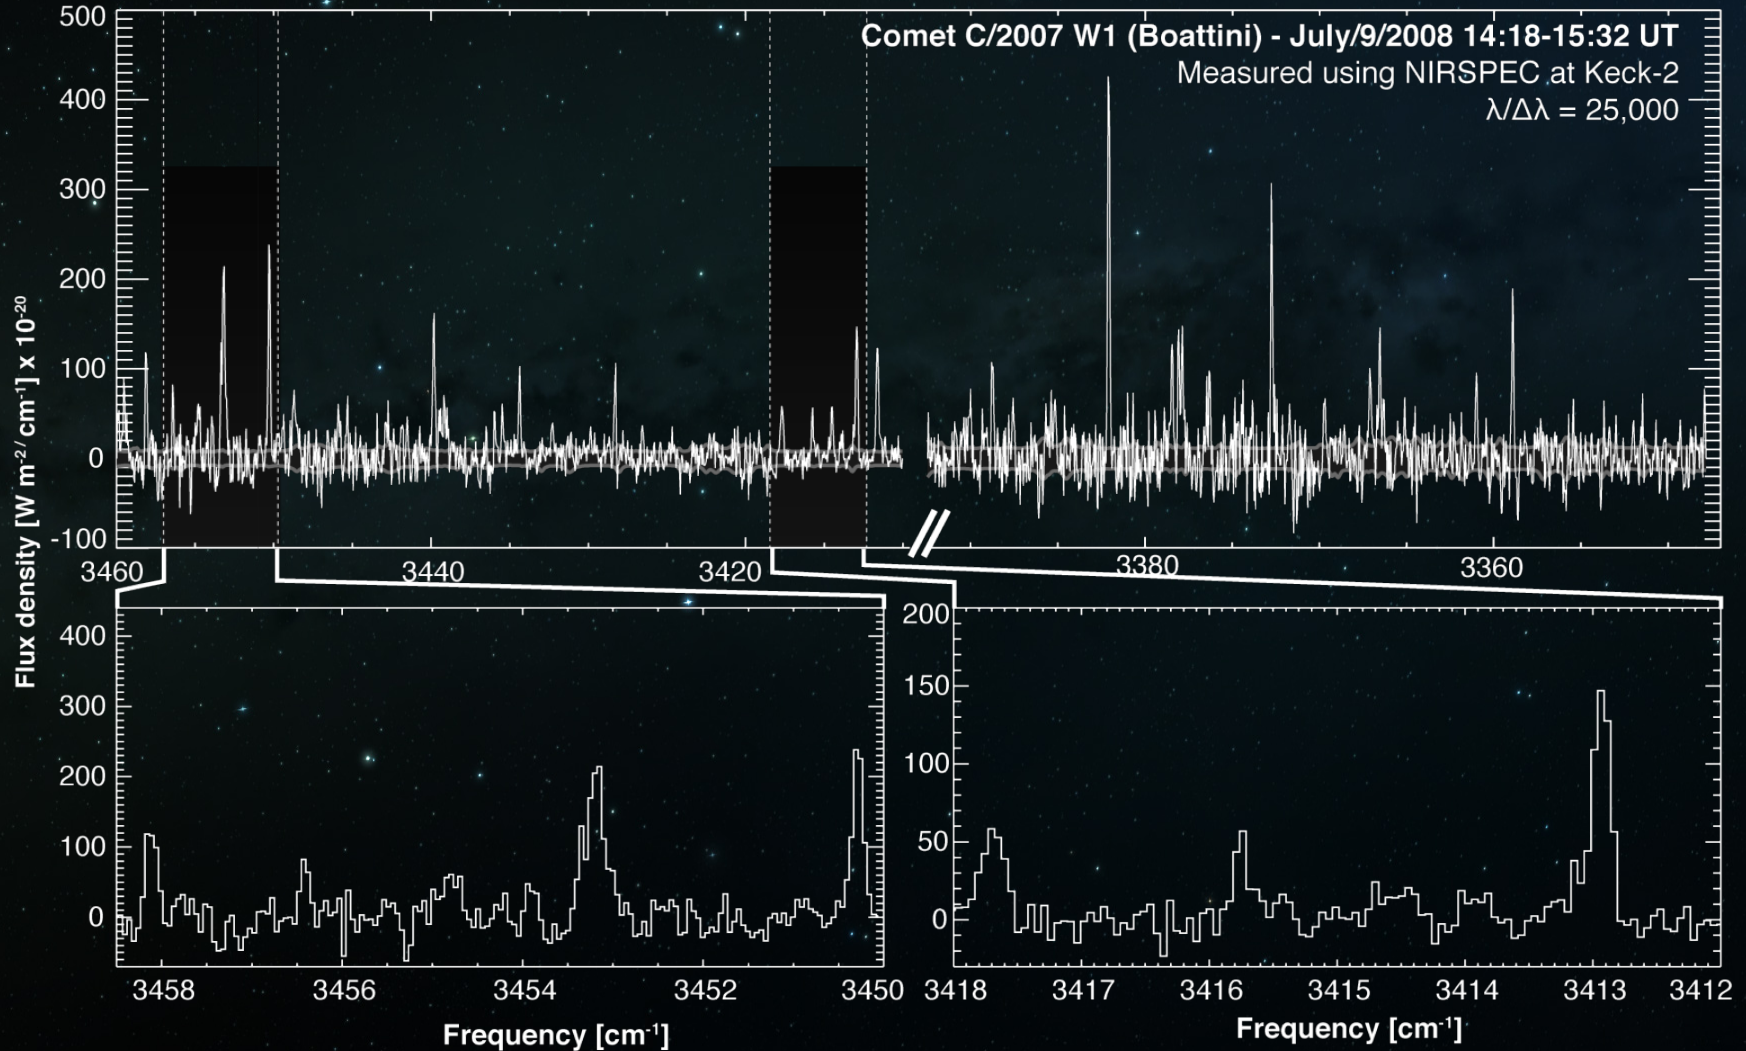 Comet C/2007 W1 (Boattini) - July/9/2008 14:18-15:32 UT
Measured using NIRSPEC at Keck-2
λ/Δλ = 25,000
Flux density [W m⁻²/ cm⁻¹] x 10⁻²⁰
500
400
300
200
100
0
-100
3460 3440 3420 3380 3360
400
300
200
100
0
3458 3456 3454 3452 3450
Frequency [cm⁻¹]
200
150
100
50
0
3418 3417 3416 3415 3414 3413 3412
Frequency [cm⁻¹]